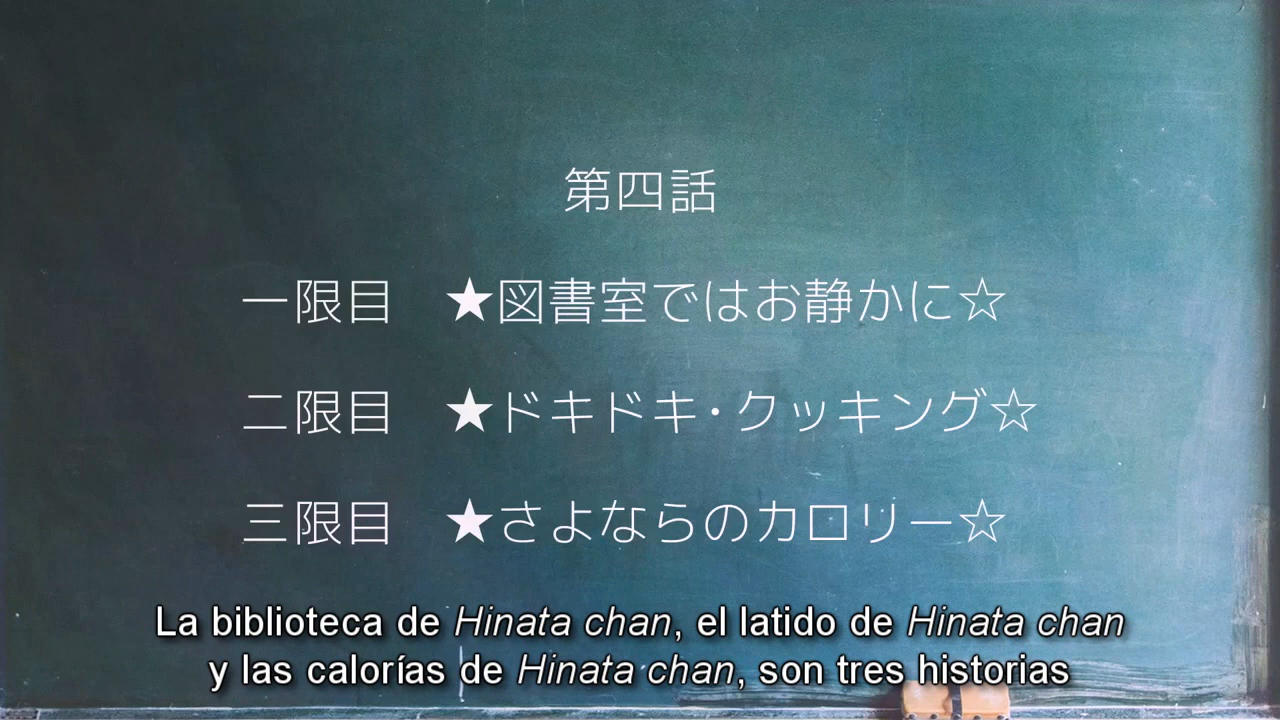 第四話
一限目　★図書室ではお静かに☆
二限目　★ドキドキ・クッキング☆
三限目　★さよならのカロリー☆
La biblioteca de Hinata chan, el latido de Hinata chan
y las calorías de Hinata chan, son tres historias